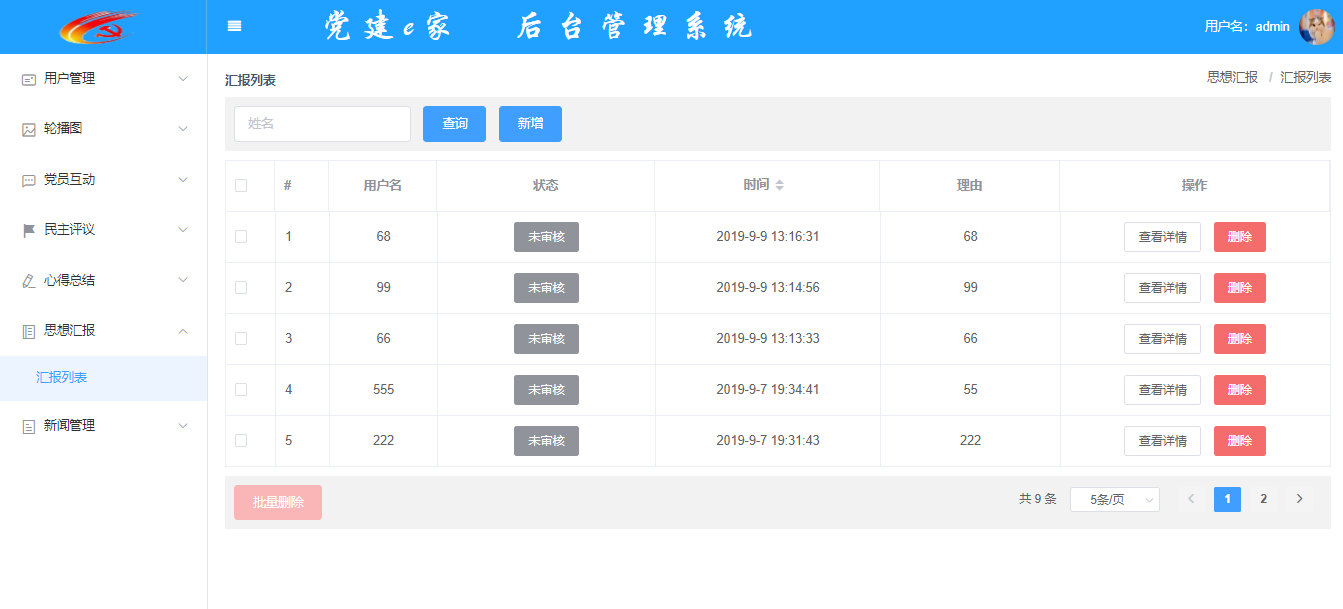 党建e家 后台管理系统
用户名：admin
用户管理
轮播图
党员互动
民主评议
心得总结
思想汇报
汇报列表
新闻管理
汇报列表
思想汇报 / 汇报列表
姓名 查询 新增
# 用户名 状态 时间 理由 操作
1 68 未审核 2019-9-9 13:16:31 68 查看详情 删除
2 99 未审核 2019-9-9 13:14:56 99 查看详情 删除
3 66 未审核 2019-9-9 13:13:33 66 查看详情 删除
4 555 未审核 2019-9-7 19:34:41 55 查看详情 删除
5 222 未审核 2019-9-7 19:31:43 222 查看详情 删除
批量删除 共 9 条 5条/页 1 2